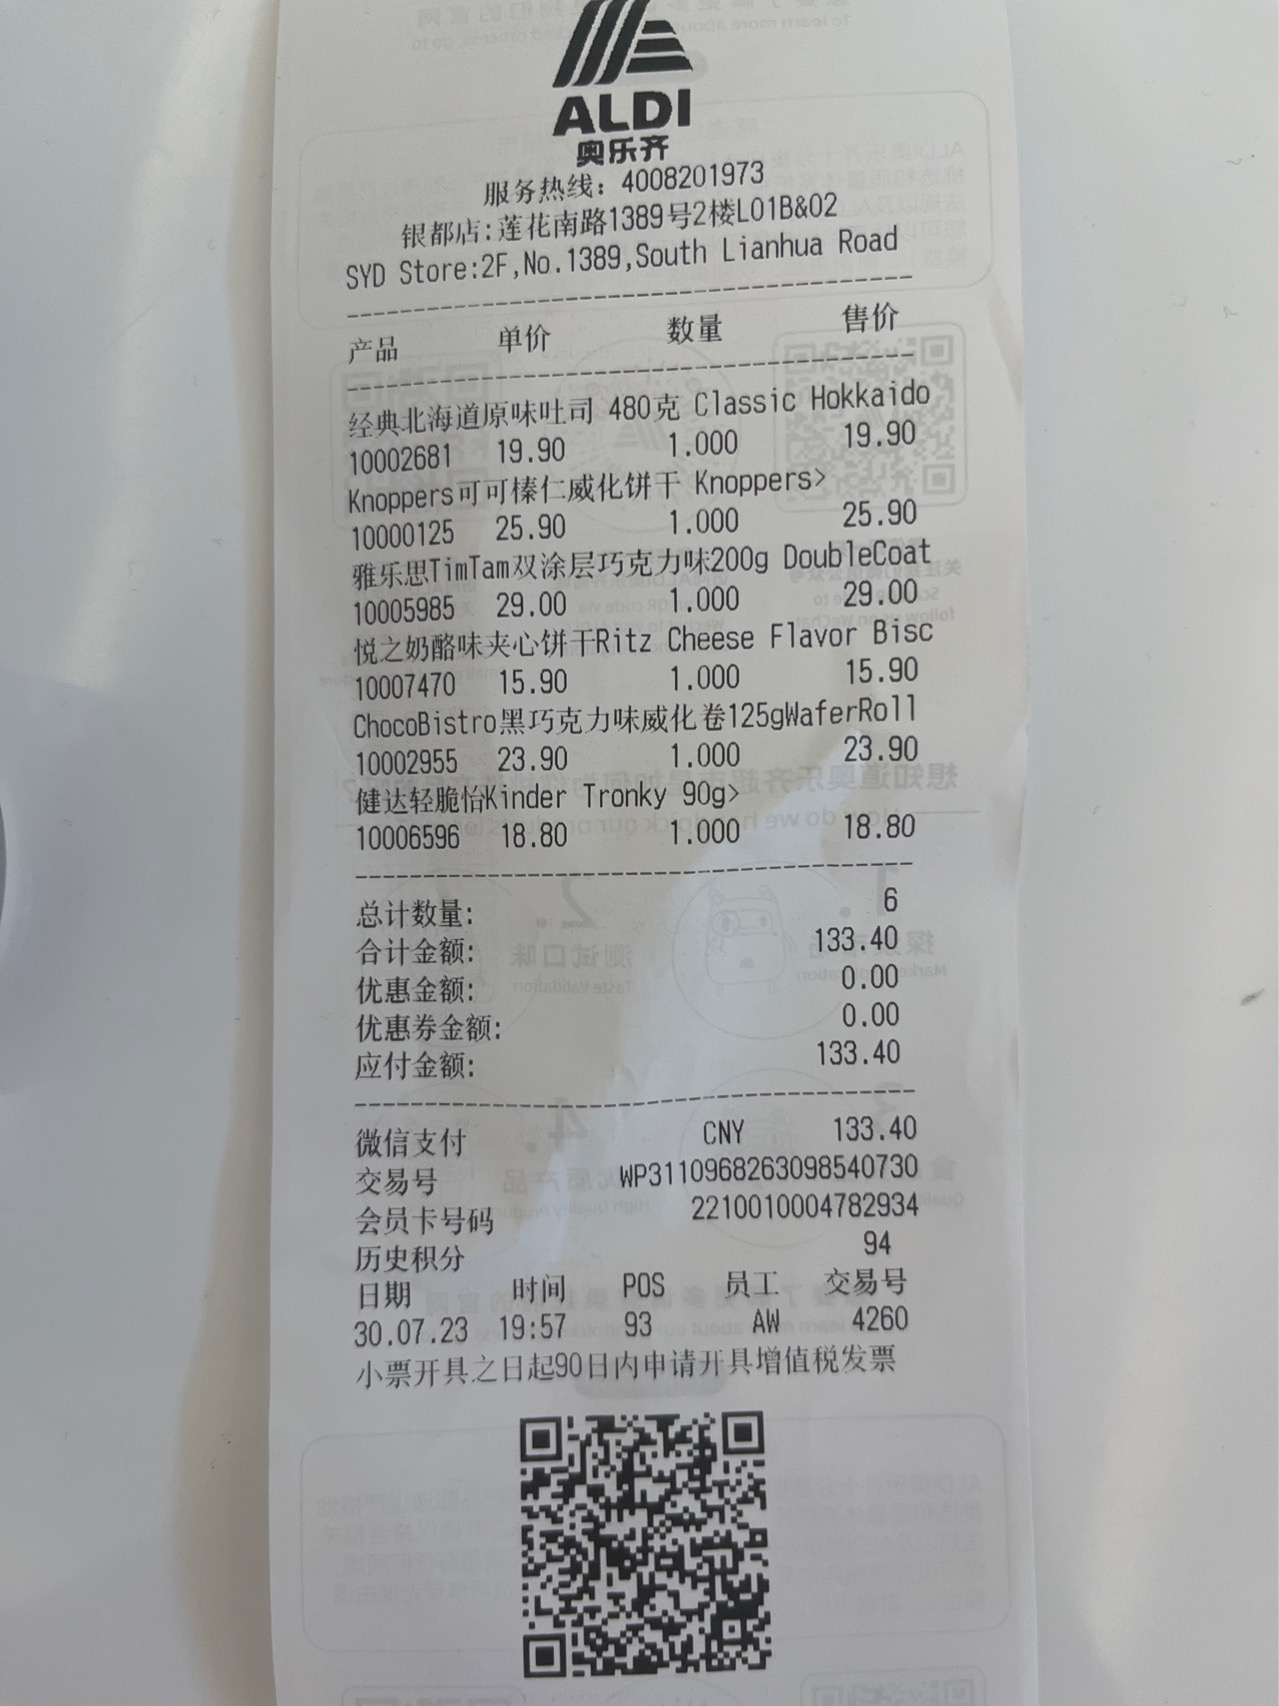 ALDI
奥乐齐
服务热线：4008201973
银都店：莲花南路1389号2楼L01B&02
SYD Store:2F,No.1389,South Lianhua Road
产品 单价 数量 售价
经典北海道原味吐司 480克 Classic Hokkaido
10002681 19.90 1.000 19.90
Knoppers可可榛仁威化饼干 Knoppers>
10000125 25.90 1.000 25.90
雅乐思TimTam双涂层巧克力味200g DoubleCoat
10005985 29.00 1.000 29.00
悦之奶酪味夹心饼干Ritz Cheese Flavor Bisc
10007470 15.90 1.000 15.90
ChocoBistro黑巧克力味威化卷125gWaferRoll
10002955 23.90 1.000 23.90
健达轻脆怡Kinder Tronky 90g>
10006596 18.80 1.000 18.80
总计数量: 6
合计金额: 133.40
优惠金额: 0.00
优惠券金额: 0.00
应付金额: 133.40
微信支付 CNY 133.40
交易号 WP3110968263098540730
会员卡号码 2210010004782934
历史积分 94
日期 时间 POS 员工 交易号
30.07.23 19:57 93 AW 4260
小票开具之日起90日内申请开具增值税发票